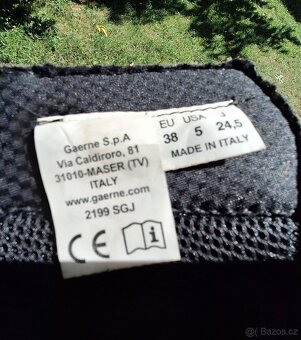 Gaerne S.p.A
Via Caldiroro, 81
31010-MASER (TV)
ITALY
www.gaerne.com
2199 SGJ
CE
EU USA J
38 5 24,5
MADE IN ITALY
Bazoš.cz